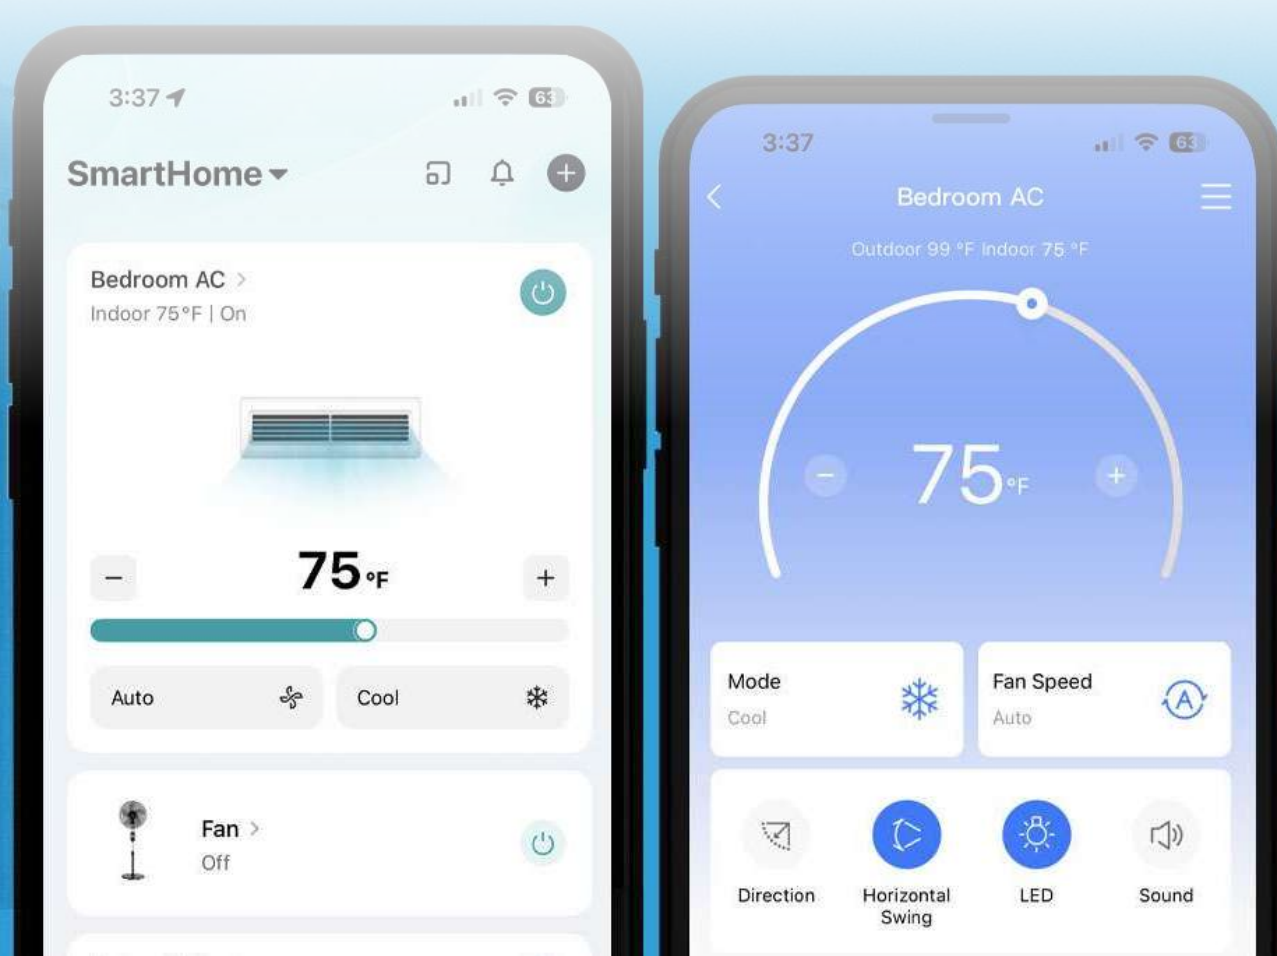 3:37
63
SmartHome
Bedroom AC
Indoor 75°F | On
75°F
Auto
Cool
Fan
Off
3:37
63
Bedroom AC
Outdoor 99 °F Indoor 75 °F
75°F
Mode
Cool
Fan Speed
Auto
A
Direction
Horizontal
Swing
LED
Sound